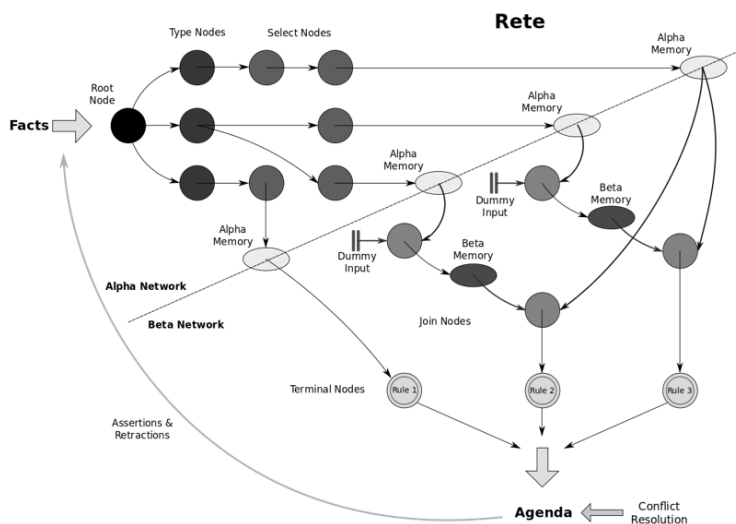 Rete
Type Nodes
Select Nodes
Alpha
Memory
Root
Node
Facts
Alpha
Memory
Alpha
Memory
Dummy
Input
Beta
Memory
Alpha
Memory
Dummy
Input
Beta
Memory
Alpha Network
Beta Network
Join Nodes
Terminal Nodes
Rule 1
Rule 2
Rule 3
Assertions &
Retractions
Agenda
Conflict
Resolution